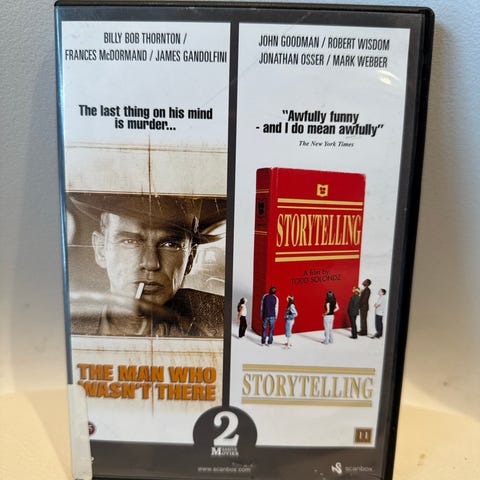 BILLY BOB THORNTON /
FRANCES McDORMAND / JAMES GANDOLFINI
The last thing on his mind
is murder...
THE MAN WHO
WASN'T THERE
JOHN GOODMAN / ROBERT WISDOM
JONATHAN OSSER / MARK WEBBER
"Awfully funny
- and I do mean awfully"
The New York Times
STORYTELLING
A film by
TODD SOLONDZ
STORYTELLING
2
MOVIES
www.scanbox.com
11
scanbox